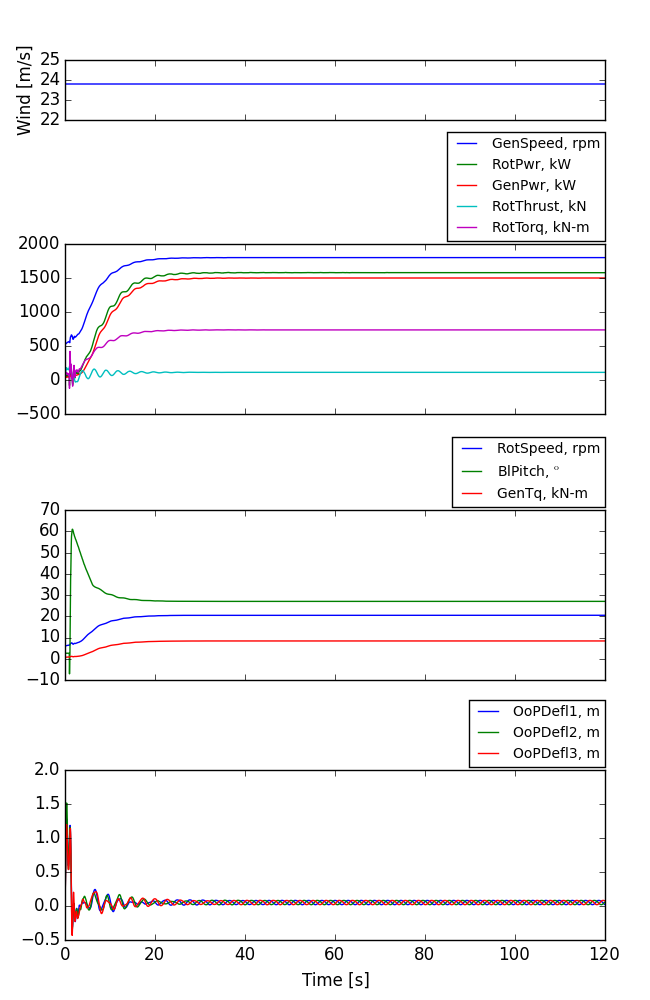 Wind [m/s]
25
24
23
22
GenSpeed, rpm
RotPwr, kW
GenPwr, kW
RotThrust, kN
RotTorq, kN-m
2000
1500
1000
500
0
−500
RotSpeed, rpm
BlPitch, °
GenTq, kN-m
70
60
50
40
30
20
10
0
−10
OoPDefl1, m
OoPDefl2, m
OoPDefl3, m
2.0
1.5
1.0
0.5
0.0
−0.5
0 20 40 60 80 100 120
Time [s]